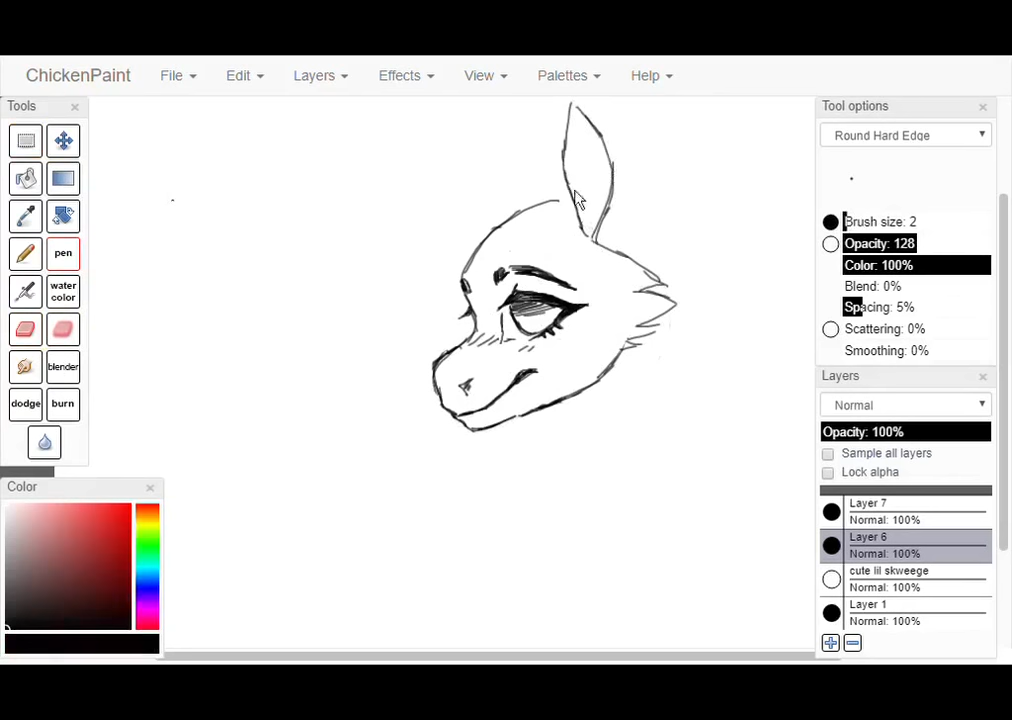 ChickenPaint File Edit Layers Effects View Palettes Help
Tools
pen
water color
blender
dodge burn
Color
Tool options
Round Hard Edge
Brush size: 2
Opacity: 128
Color: 100%
Blend: 0%
Spacing: 5%
Scattering: 0%
Smoothing: 0%
Layers
Normal
Opacity: 100%
Sample all layers
Lock alpha
Layer 7
Normal: 100%
Layer 6
Normal: 100%
cute lil skweege
Normal: 100%
Layer 1
Normal: 100%